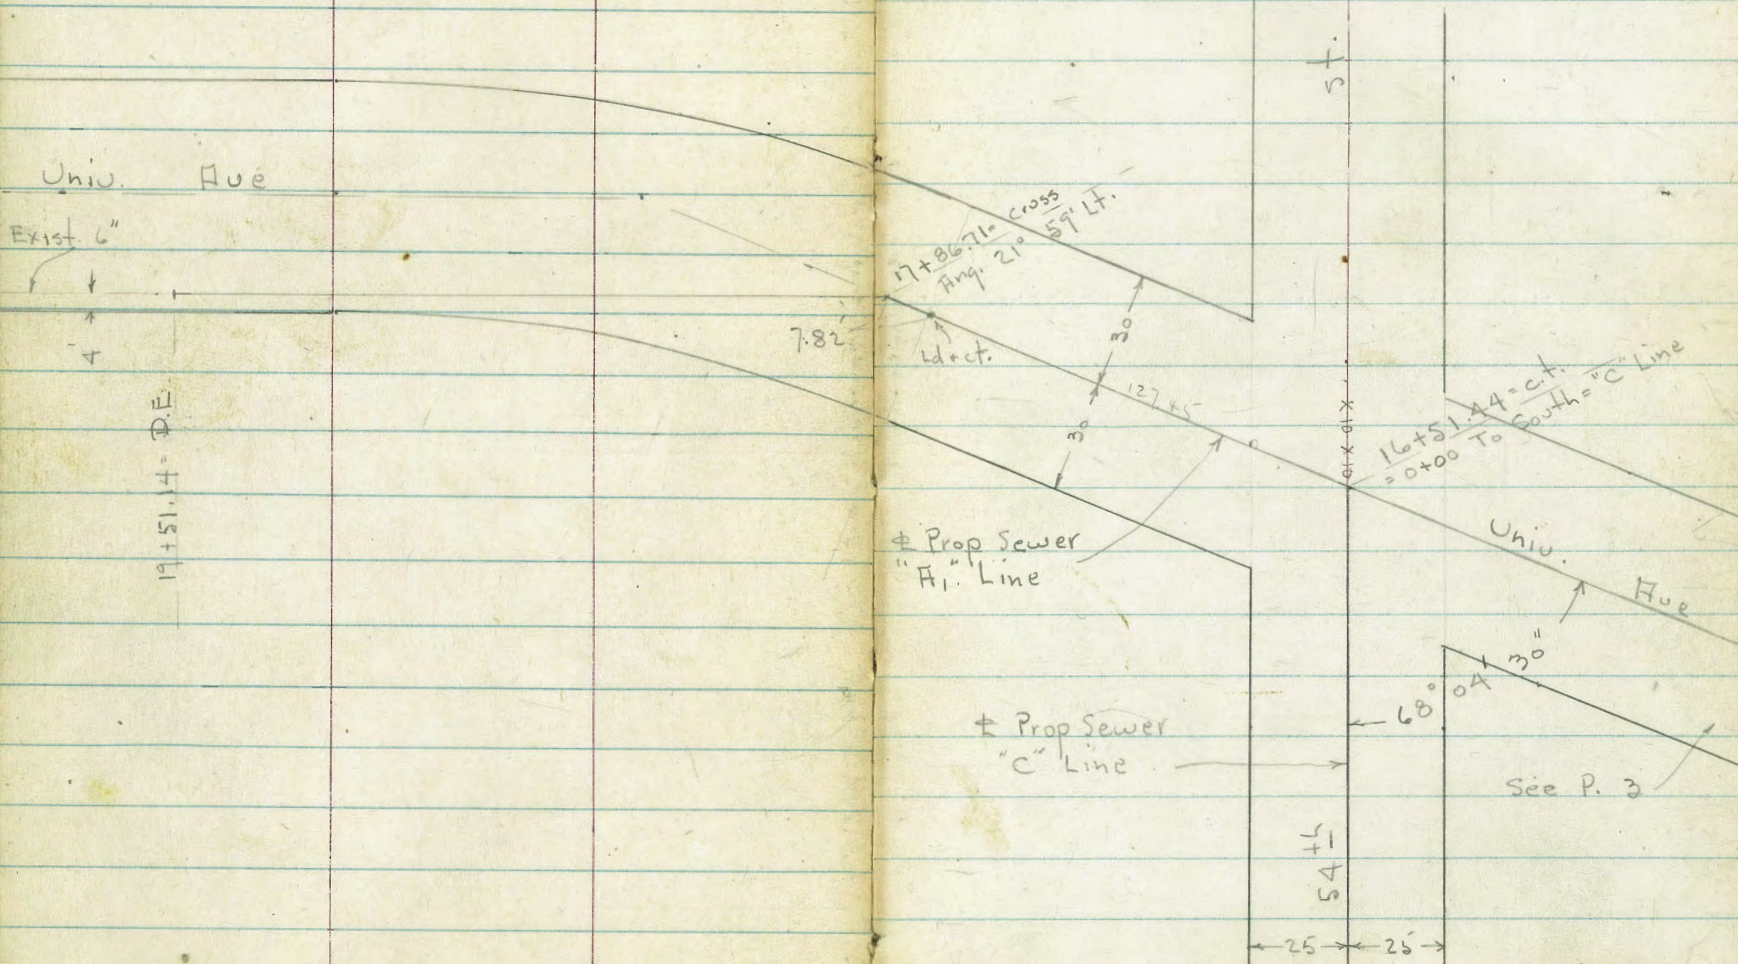 Univ. Ave
Exist. 6"
4
19+51.14 = D.E.
7.82
17+86.71= Cross
Ang. 21° 59' Lt.
Ld + ct.
30
30
127.45
St.
16+51.44 = c.t.
= 0+00 To South = "C" Line
Univ. Ave
℄ Prop Sewer
"A₁" Line
68° 04' 30"
℄ Prop Sewer
"C" Line
See P. 3
54 th
25 25